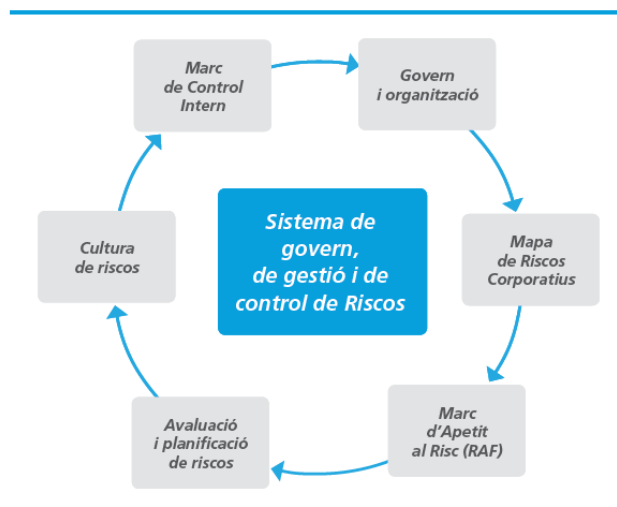 Marc
de Control
Intern
Govern
i organització
Cultura
de riscos
Sistema de
govern,
de gestió i de
control de Riscos
Mapa
de Riscos
Corporatius
Avaluació
i planificació
de riscos
Marc
d'Apetit
al Risc (RAF)